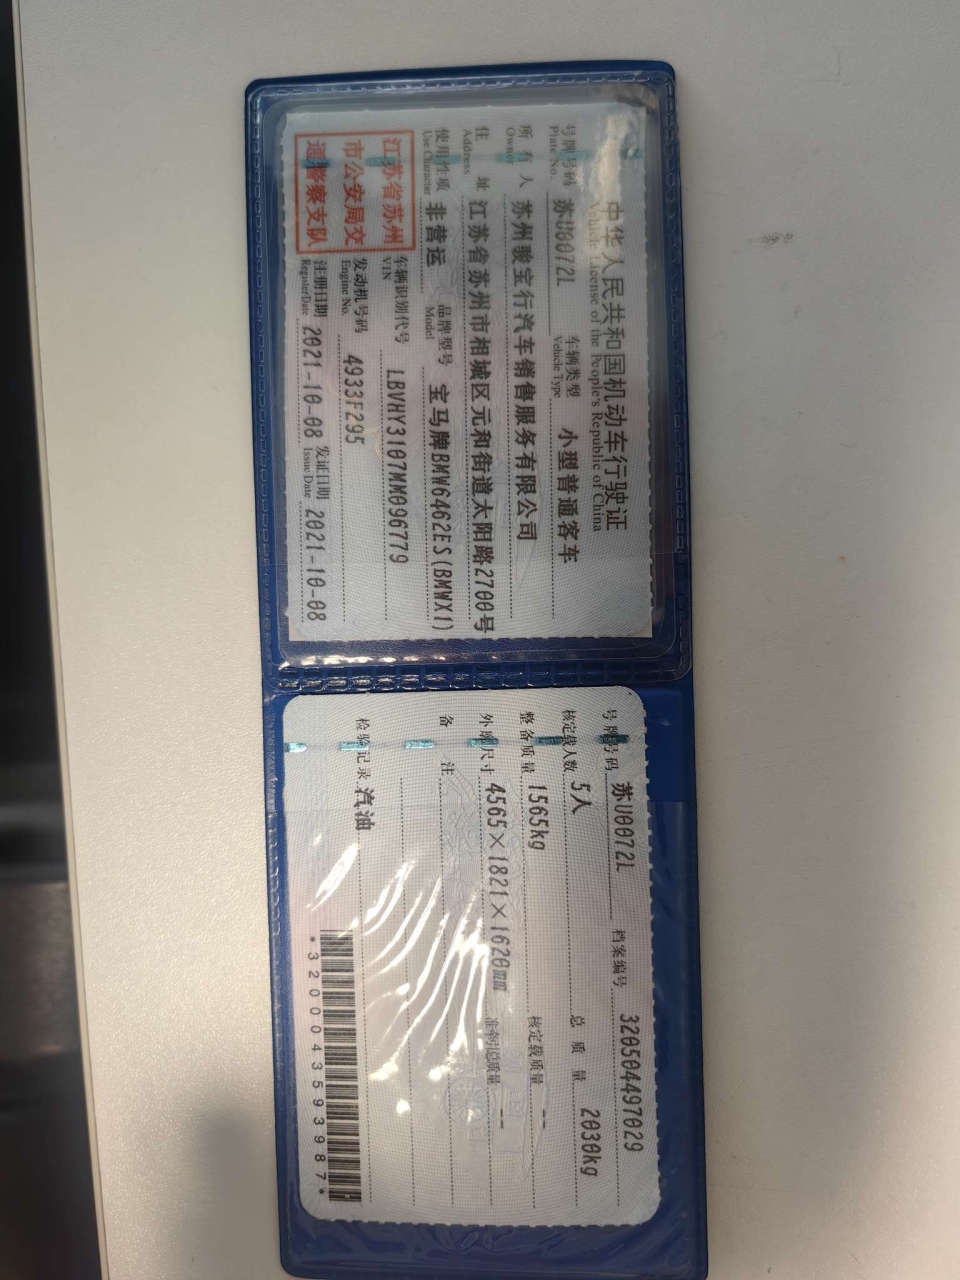 中华人民共和国机动车行驶证
Vehicle License of the People's Republic of China
号牌号码 苏U0072L 车辆类型 小型普通客车
Plate No. Vehicle Type
所有人 苏州骏宝行汽车销售服务有限公司
Owner
住址 江苏省苏州市相城区元和街道太阳路2700号
Address
使用性质 非营运 品牌型号 宝马牌BMW6462ES(BMWX1)
Use Character Model
江苏省苏州
市公安局交
通警察支队
车辆识别代号 LBVHY3107MM096779
VIN
发动机号码 4933F295
Engine No.
注册日期 2021-10-08 发证日期 2021-10-08
Register Date Issue Date
号牌号码 苏U0072L 档案编号 320504497029
核定载人数 5人 总质量 2030kg
整备质量 1565kg 核定载质量 --
外廓尺寸 4565×1821×1620mm 准牵引总质量 --
备注
检验记录 汽油
*3200043593987*